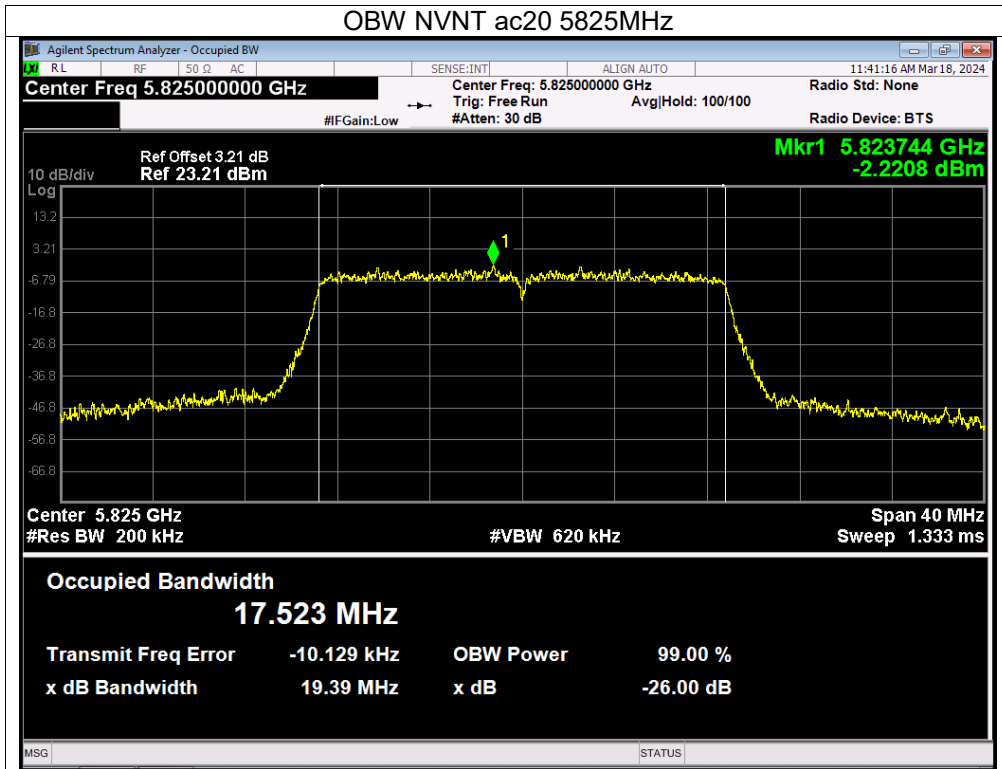 OBW NVNT ac20 5825MHz
Agilent Spectrum Analyzer - Occupied BW
LXI RL RF 50 Ω AC SENSE:INT ALIGN AUTO 11:41:16 AM Mar 18, 2024
Center Freq 5.825000000 GHz Center Freq: 5.825000000 GHz Radio Std: None
Trig: Free Run Avg|Hold: 100/100
#IFGain:Low #Atten: 30 dB Radio Device: BTS
Mkr1 5.823744 GHz
-2.2208 dBm
Ref Offset 3.21 dB
10 dB/div Ref 23.21 dBm
Log
13.2
3.21
1
-6.79
-16.8
-26.8
-36.8
-46.8
-56.8
-66.8
Center 5.825 GHz Span 40 MHz
#Res BW 200 kHz #VBW 620 kHz Sweep 1.333 ms
Occupied Bandwidth
17.523 MHz
Transmit Freq Error -10.129 kHz OBW Power 99.00 %
x dB Bandwidth 19.39 MHz x dB -26.00 dB
MSG STATUS